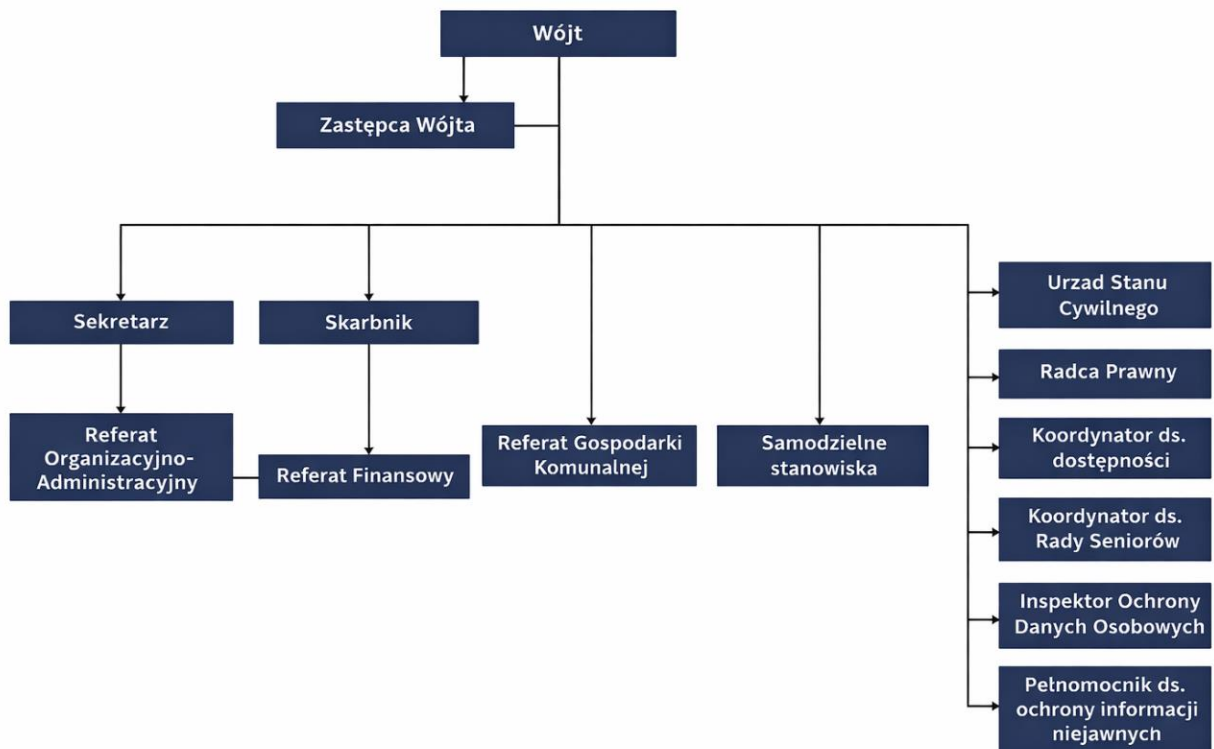 Wójt
Zastępca Wójta
Sekretarz
Skarbnik
Referat
Organizacyjno-
Administracyjny
Referat Finansowy
Referat Gospodarki
Komunalnej
Samodzielne
stanowiska
Urzad Stanu
Cywilnego
Radca Prawny
Koordynator ds.
dostępności
Koordynator ds.
Rady Seniorów
Inspektor Ochrony
Danych Osobowych
Pełnomocnik ds.
ochrony informacji
niejawnych